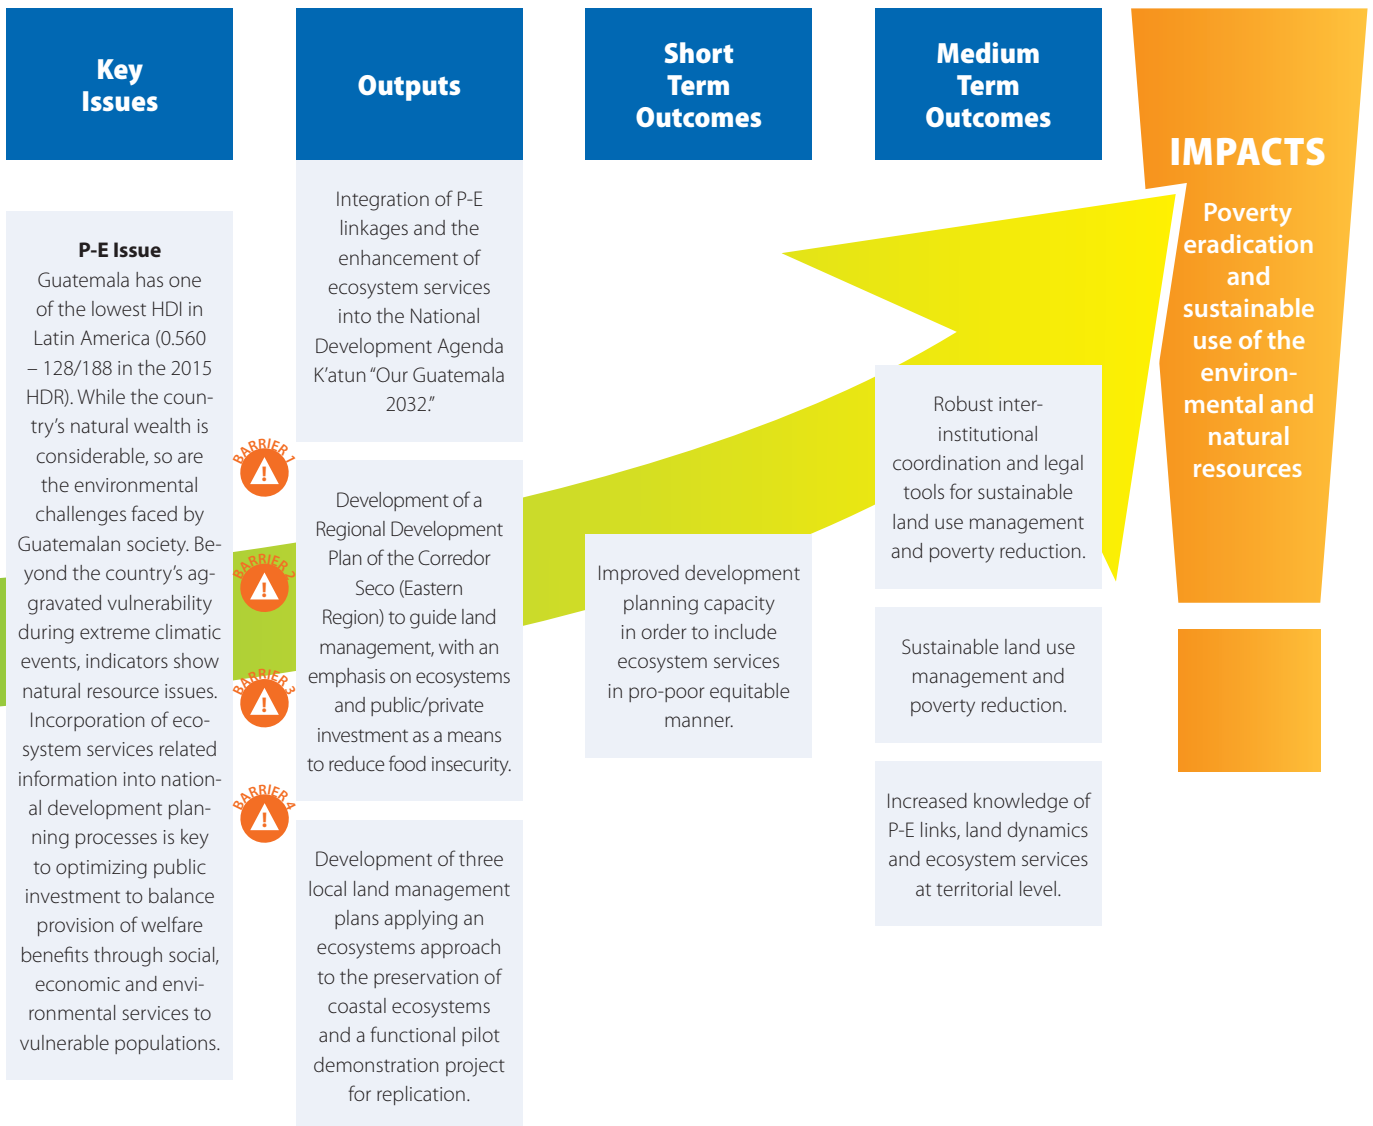 Key
Issues
P-E Issue
Guatemala has one
of the lowest HDI in
Latin America (0.560
– 128/188 in the 2015
HDR). While the coun-
try's natural wealth is
considerable, so are
the environmental
challenges faced by
Guatemalan society. Be-
yond the country's ag-
gravated vulnerability
during extreme climatic
events, indicators show
natural resource issues.
Incorporation of eco-
system services related
information into nation-
al development plan-
ning processes is key
to optimizing public
investment to balance
provision of welfare
benefits through social,
economic and envi-
ronmental services to
vulnerable populations.
BARRIER 1
BARRIER 2
BARRIER 3
BARRIER 4
Outputs
Integration of P-E
linkages and the
enhancement of
ecosystem services
into the National
Development Agenda
K'atun "Our Guatemala
2032."
Development of a
Regional Development
Plan of the Corredor
Seco (Eastern
Region) to guide land
management, with an
emphasis on ecosystems
and public/private
investment as a means
to reduce food insecurity.
Development of three
local land management
plans applying an
ecosystems approach
to the preservation of
coastal ecosystems
and a functional pilot
demonstration project
for replication.
Short
Term
Outcomes
Improved development
planning capacity
in order to include
ecosystem services
in pro-poor equitable
manner.
Medium
Term
Outcomes
Robust inter-
institutional
coordination and legal
tools for sustainable
land use management
and poverty reduction.
Sustainable land use
management and
poverty reduction.
Increased knowledge of
P-E links, land dynamics
and ecosystem services
at territorial level.
IMPACTS
Poverty
eradication
and
sustainable
use of the
environ-
mental and
natural
resources